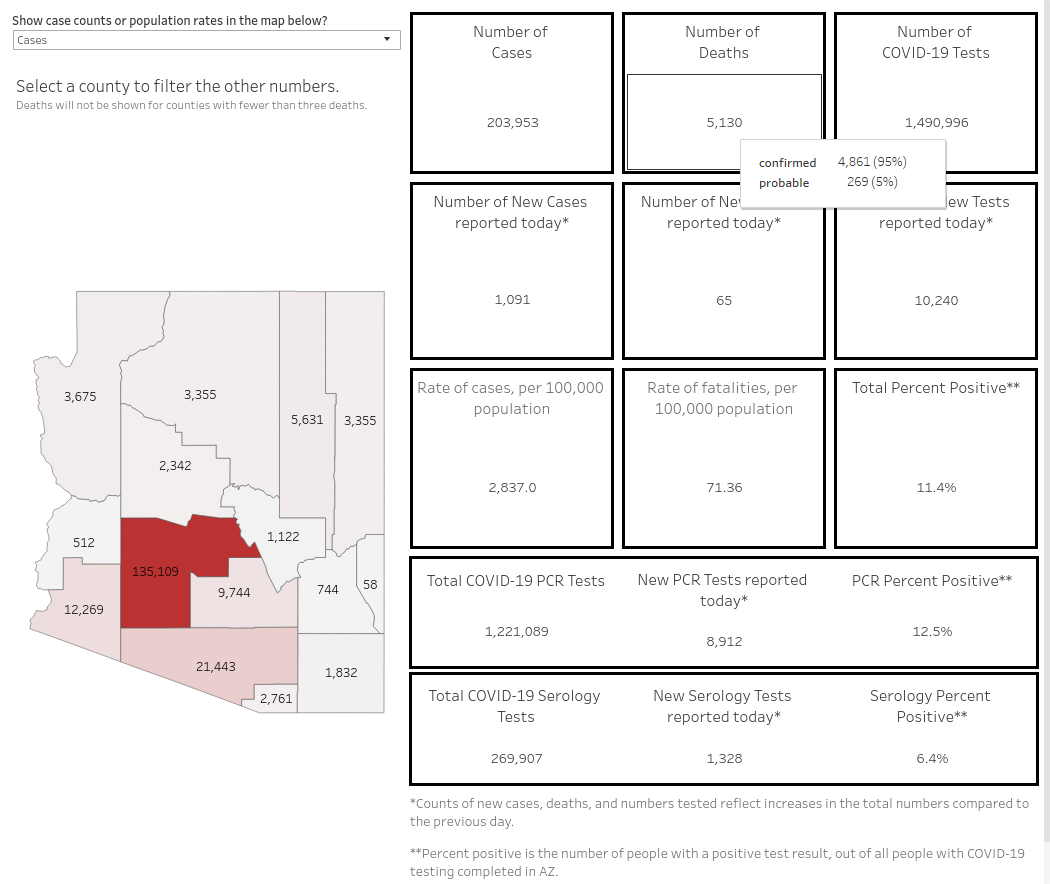 Show case counts or population rates in the map below?
Cases
Select a county to filter the other numbers.
Deaths will not be shown for counties with fewer than three deaths.
3,675
3,355
5,631
3,355
2,342
512
1,122
135,109
9,744
744
58
12,269
21,443
1,832
2,761
Number of
Cases
203,953
Number of
Deaths
5,130
confirmed 4,861 (95%)
probable 269 (5%)
Number of
COVID-19 Tests
1,490,996
Number of New Cases
reported today*
1,091
Number of
reported today*
65
Tests
reported today*
10,240
Rate of cases, per 100,000
population
2,837.0
Rate of fatalities, per
100,000 population
71.36
Total Percent Positive**
11.4%
Total COVID-19 PCR Tests
1,221,089
New PCR Tests reported
today*
8,912
PCR Percent Positive**
12.5%
Total COVID-19 Serology
Tests
269,907
New Serology Tests
reported today*
1,328
Serology Percent
Positive**
6.4%
*Counts of new cases, deaths, and numbers tested reflect increases in the total numbers compared to
the previous day.
**Percent positive is the number of people with a positive test result, out of all people with COVID-19
testing completed in AZ.